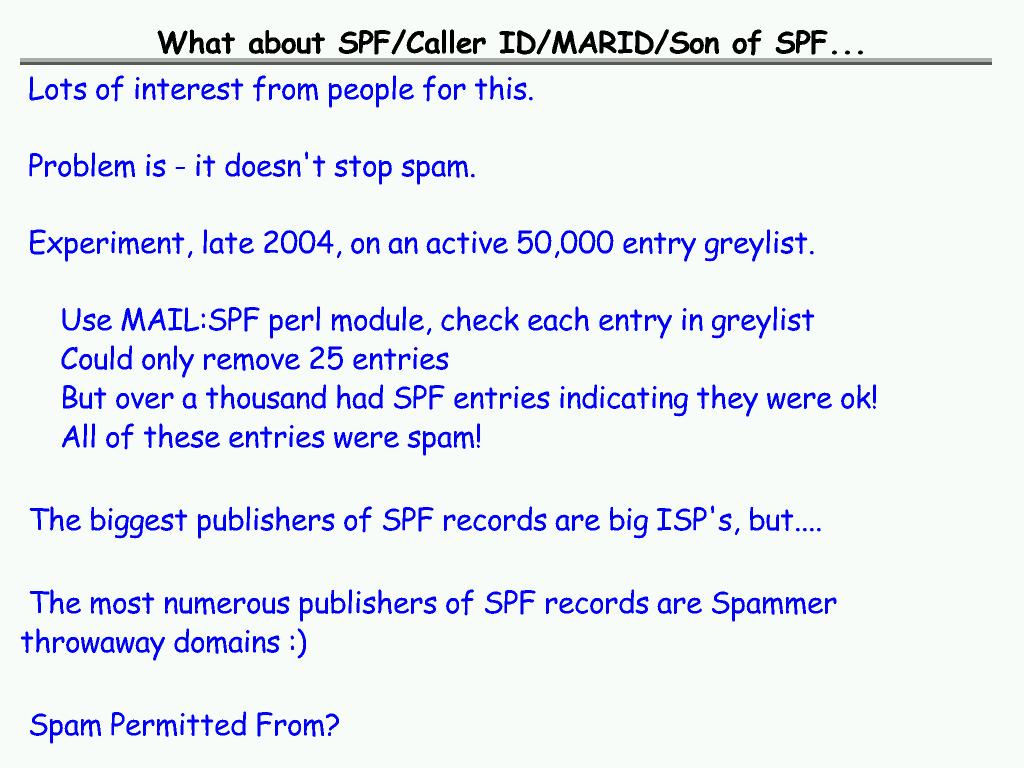 What about SPF/Caller ID/MARID/Son of SPF...
Lots of interest from people for this.
Problem is - it doesn't stop spam.
Experiment, late 2004, on an active 50,000 entry greylist.
Use MAIL:SPF perl module, check each entry in greylist
Could only remove 25 entries
But over a thousand had SPF entries indicating they were ok!
All of these entries were spam!
The biggest publishers of SPF records are big ISP's, but....
The most numerous publishers of SPF records are Spammer
throwaway domains :)
Spam Permitted From?